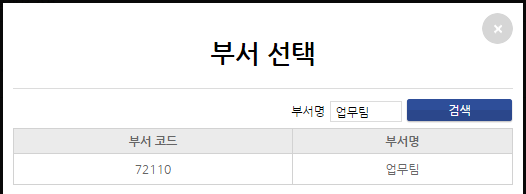 부서 선택
부서명 업무팀 검색
부서 코드 부서명
72110 업무팀